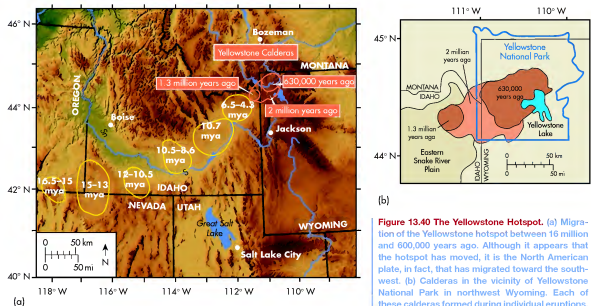 46° N
44° N
42° N
40° N
118° W
116° W
114° W
112° W
110° W
Bozeman
Yellowstone Calderas
MONTANA
1.3 million
years ago
630,000
years ago
2 million
years ago
OREGON
Boise
6.5–4.3
mya
10.7
mya
Jackson
10.5–8.6
mya
12–10.5
mya
16.5–15
mya
15–13
mya
IDAHO
NEVADA
UTAH
WYOMING
Great Salt
Lake
Salt Lake City
0 50 km
0 50 mi
N
(a)
111° W
110° W
45° N
44° N
Yellowstone
National Park
2 million
years ago
MONTANA
IDAHO
630,000
years ago
1.3 million
years ago
Yellowstone
Lake
Eastern
Snake River
Plain
IDAHO
WYOMING
0 50 km
0 50 mi
(b)
Figure 13.40 The Yellowstone Hotspot. (a) Migra-
tion of the Yellowstone hotspot between 16 million
and 600,000 years ago. Although it appears that
the hotspot has moved, it is the North American
plate, in fact, that has migrated toward the south-
west. (b) Calderas in the vicinity of Yellowstone
National Park in northwest Wyoming. Each of
these calderas formed during individual eruptions